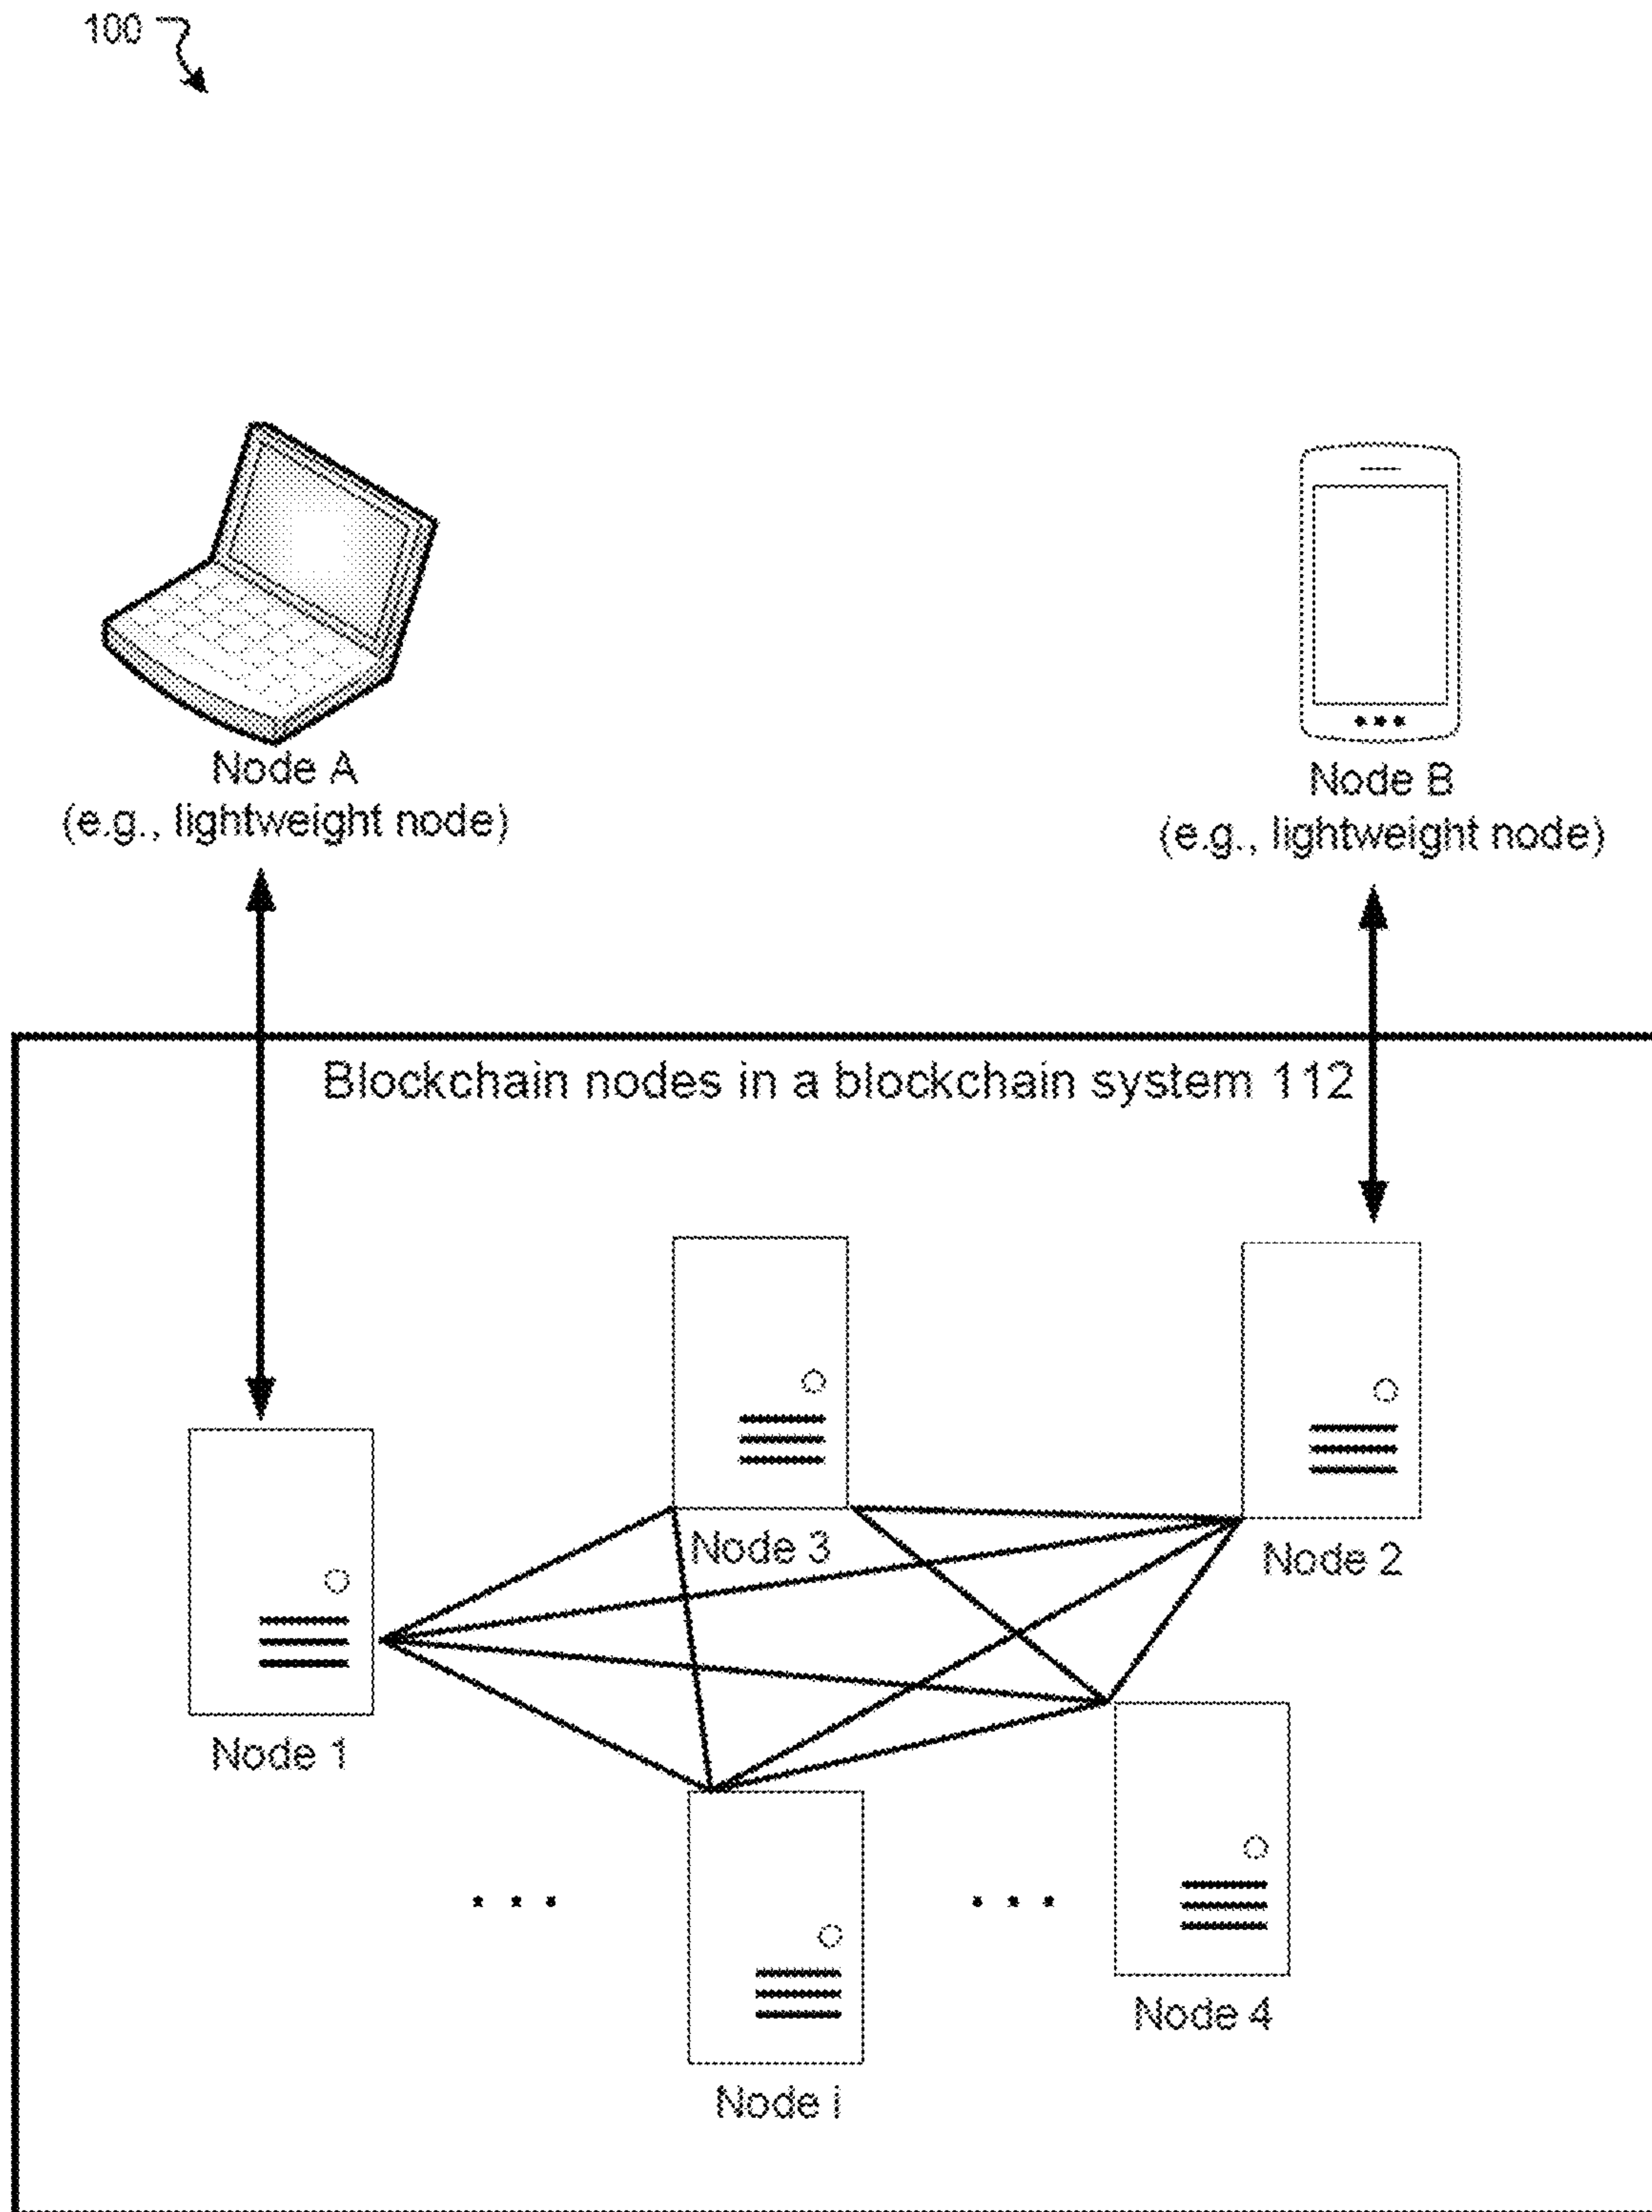 100
Node A
(e.g., lightweight node)
Node B
(e.g., lightweight node)
Blockchain nodes in a blockchain system 112
Node 3
Node 2
Node 1
. . .
. . .
Node 4
Node i